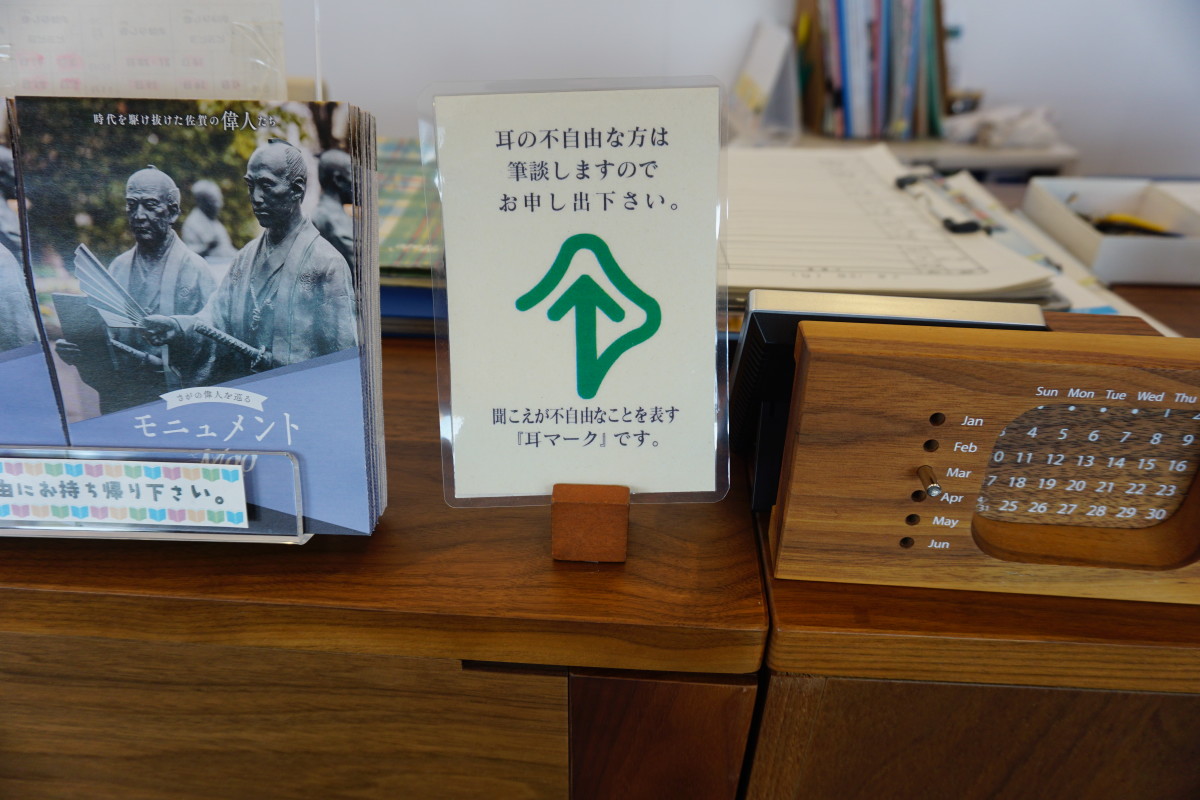 時代を駆け抜けた佐賀の偉人たち
さがの偉人を巡る
モニュメント
Map
由にお持ち帰り下さい。
耳の不自由な方は
筆談しますので
お申し出下さい。
聞こえが不自由なことを表す
『耳マーク』です。
Sun Mon Tue Wed Thu
Jan
Feb
Mar
Apr
May
Jun
1
4 5 6 7 8 9
11 12 13 14 15 16
18 19 20 21 22 23
25 26 27 28 29 30